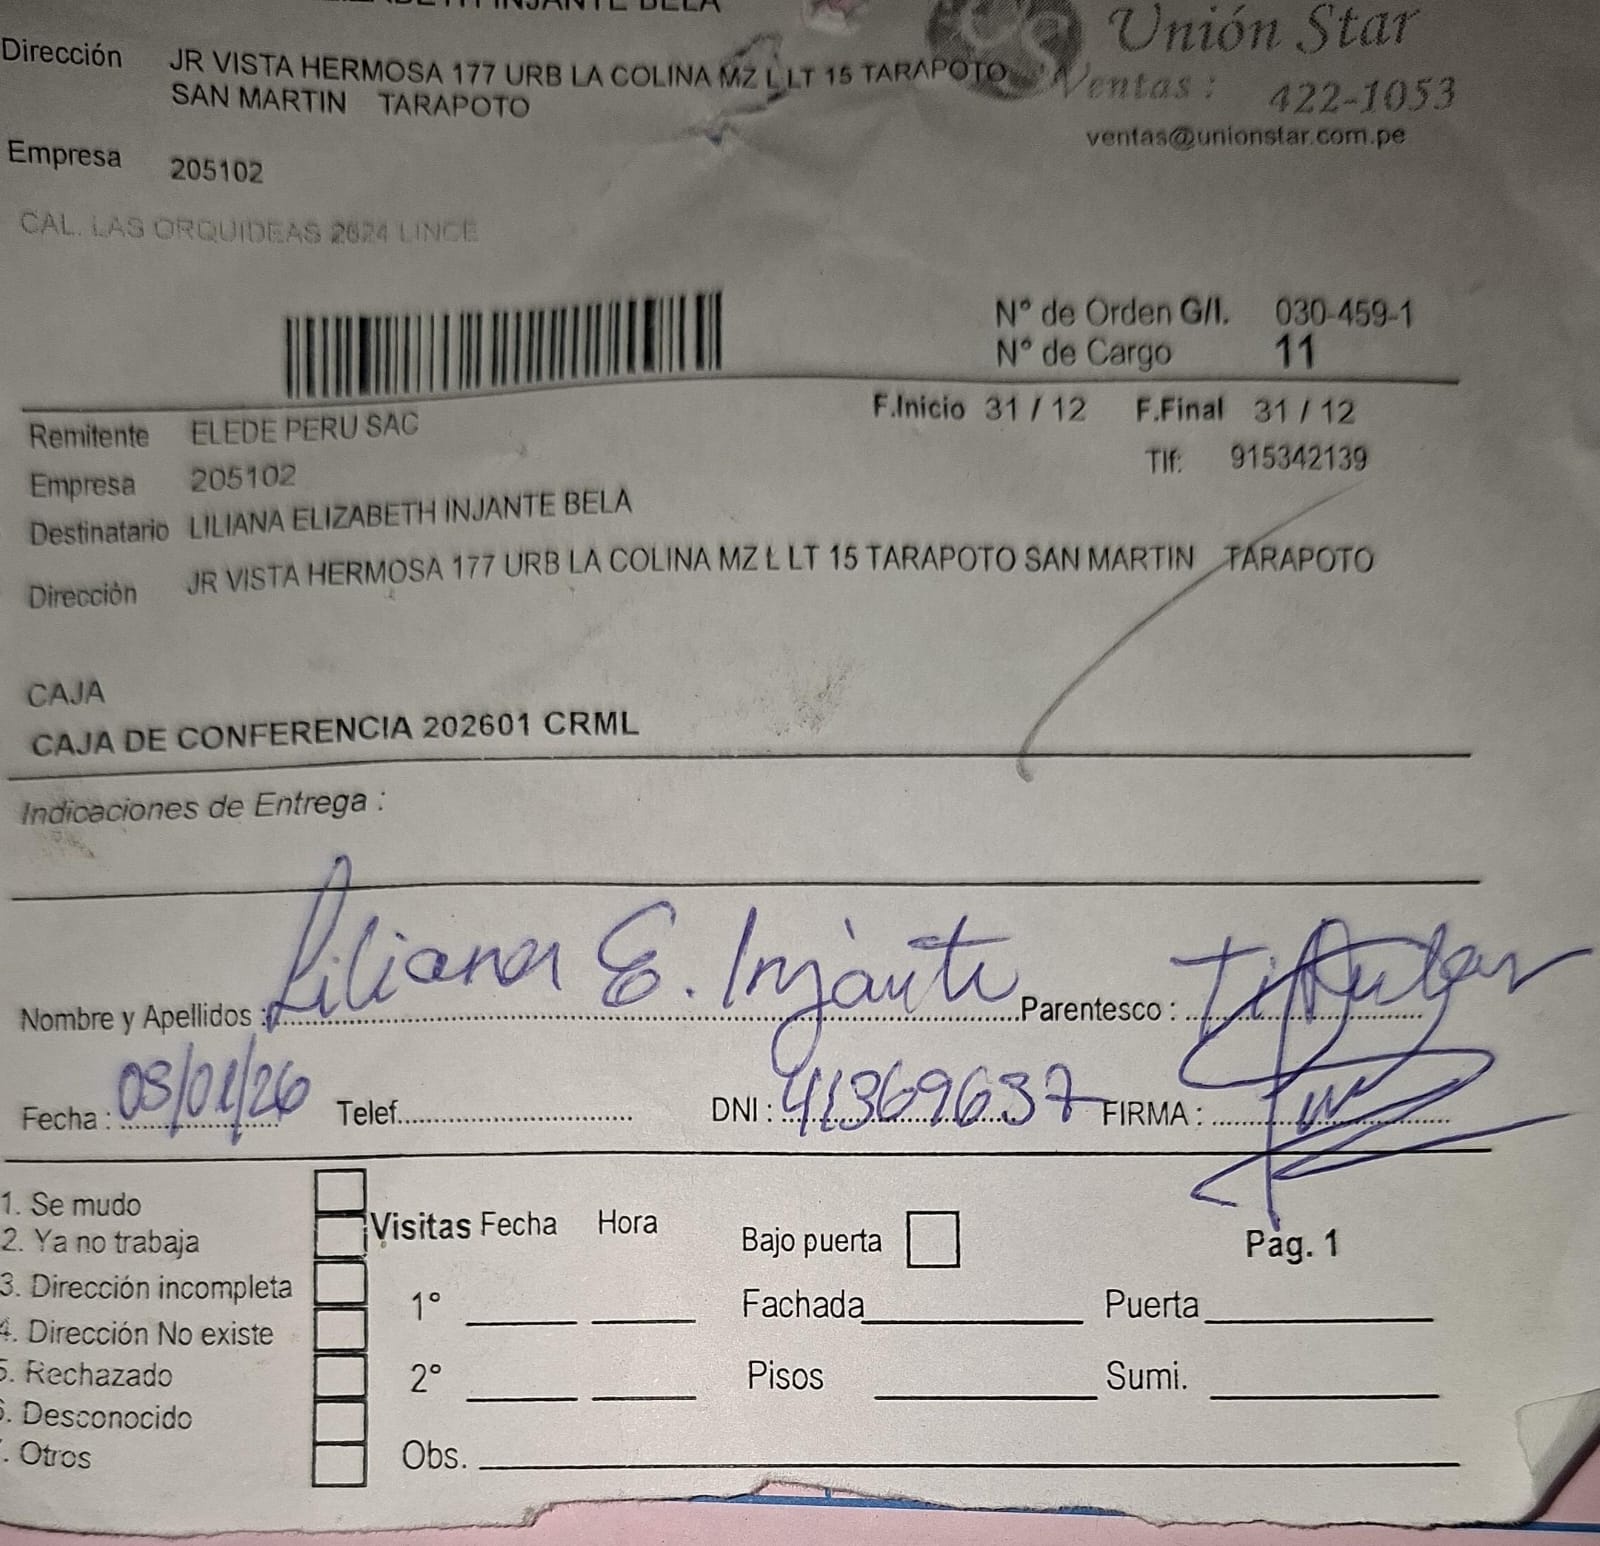 ELIZABETH INJANTE BELA
Unión Star
Dirección JR VISTA HERMOSA 177 URB LA COLINA MZ L LT 15 TARAPOTO
SAN MARTIN TARAPOTO
Ventas : 422-1053
ventas@unionstar.com.pe
Empresa 205102
CAL. LAS ORQUIDEAS 2624 LINCE
N° de Orden G/I. 030-459-1
N° de Cargo 11
F.Inicio 31 / 12 F.Final 31 / 12
Remitente ELEDE PERU SAC
Tlf: 915342139
Empresa 205102
Destinatario LILIANA ELIZABETH INJANTE BELA
Dirección JR VISTA HERMOSA 177 URB LA COLINA MZ L LT 15 TARAPOTO SAN MARTIN TARAPOTO
CAJA
CAJA DE CONFERENCIA 202601 CRML
Indicaciones de Entrega :
Nombre y Apellidos : Liliana E. Injante Parentesco : Titular
Fecha : 03/01/26 Telef. DNI : 41369637 FIRMA :
1. Se mudo
2. Ya no trabaja
3. Dirección incompleta
4. Dirección No existe
5. Rechazado
6. Desconocido
. Otros
Visitas Fecha Hora
Bajo puerta
Pág. 1
1° Fachada Puerta
2° Pisos Sumi.
Obs.